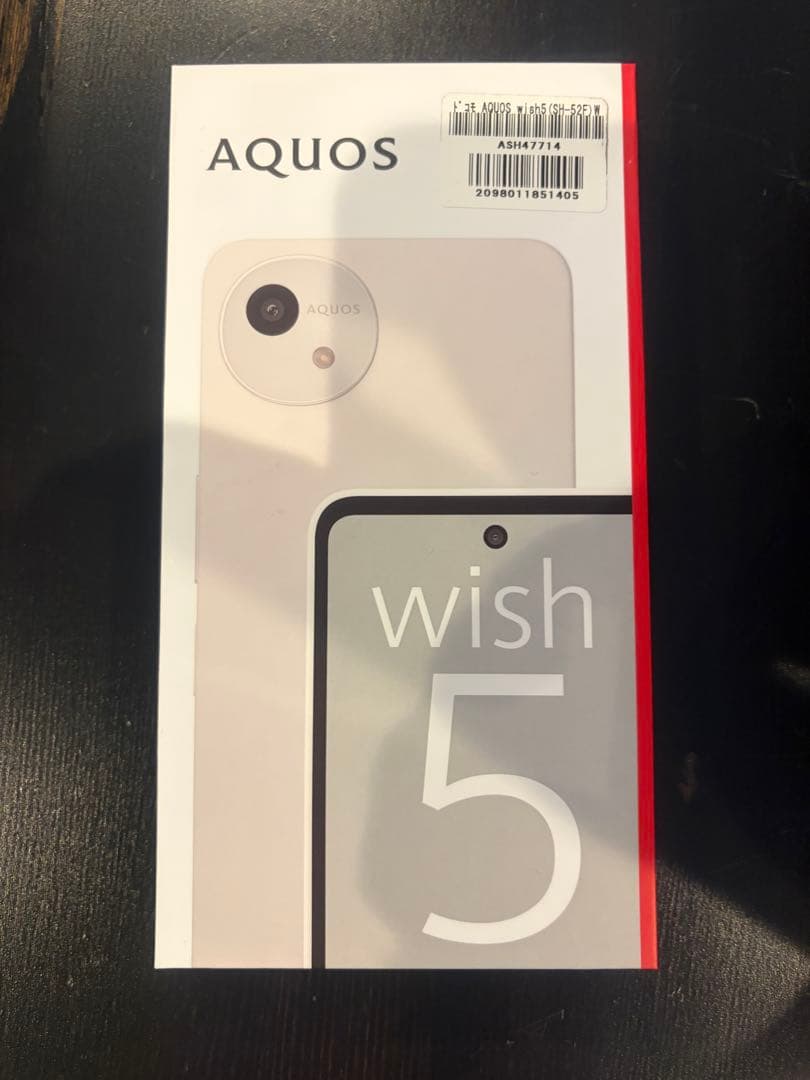 AQUOS
ﾄﾞｺﾓ AQUOS wish5(SH-52F)W
ASH47714
2098011851405
AQUOS
wish
5